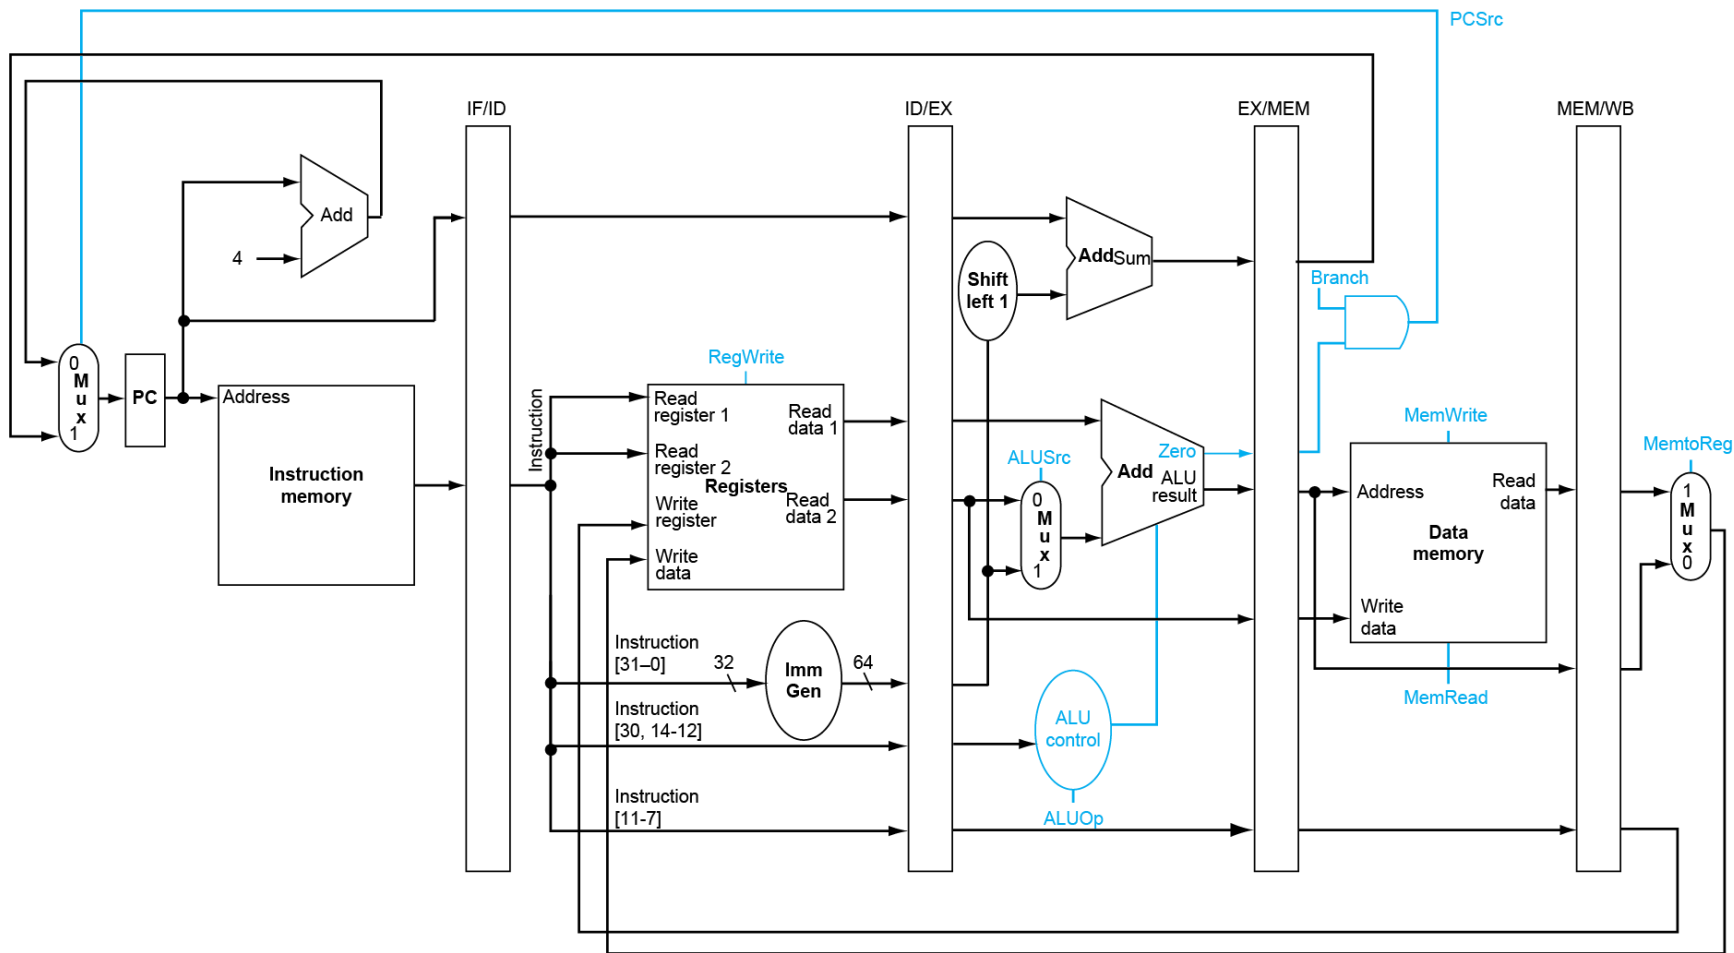 PCSrc
IF/ID
ID/EX
EX/MEM
MEM/WB
Add
4
Add Sum
Shift
left 1
Branch
0
M
u
x
1
PC
Address
Instruction
memory
Instruction
RegWrite
Read
register 1
Read
register 2
Write
register
Write
data
Registers
Read
data 1
Read
data 2
ALUSrc
0
M
u
x
1
Zero
Add
ALU
result
MemWrite
Address
Read
data
Data
memory
Write
data
MemRead
MemtoReg
1
M
u
x
0
Instruction
[31–0]
32
Imm
Gen
64
Instruction
[30, 14-12]
ALU
control
ALUOp
Instruction
[11-7]